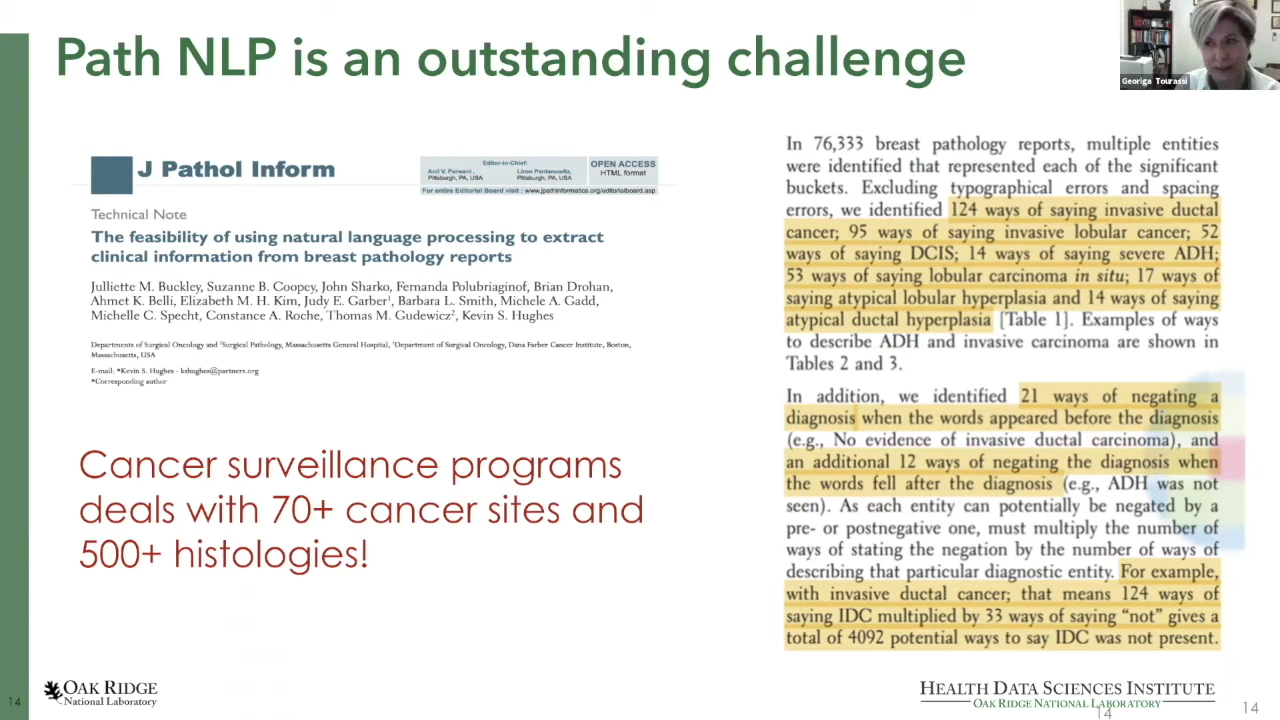 Path NLP is an outstanding challenge
Georgia Tourassi
J Pathol Inform
Editor-in-Chief:
Anil V. Parwani , Liron Pantanowitz,
Pittsburgh, PA, USA Pittsburgh, PA, USA
OPEN ACCESS
HTML format
For entire Editorial Board visit : www.jpathinformatics.org/editorialboard.asp
Technical Note
The feasibility of using natural language processing to extract
clinical information from breast pathology reports
Julliette M. Buckley, Suzanne B. Coopey, John Sharko, Fernanda Polubriaginof, Brian Drohan,
Ahmet K. Belli, Elizabeth M. H. Kim, Judy E. Garber¹, Barbara L. Smith, Michele A. Gadd,
Michelle C. Specht, Constance A. Roche, Thomas M. Gudewicz², Kevin S. Hughes
Departments of Surgical Oncology and ²Surgical Pathology, Massachusetts General Hospital, ¹Department of Surgical Oncology, Dana Farber Cancer Institute, Boston,
Massachusetts, USA
E-mail: *Kevin S. Hughes - kshughes@partners.org
*Corresponding author
Cancer surveillance programs
deals with 70+ cancer sites and
500+ histologies!
In 76,333 breast pathology reports, multiple entities
were identified that represented each of the significant
buckets. Excluding typographical errors and spacing
errors, we identified 124 ways of saying invasive ductal
cancer; 95 ways of saying invasive lobular cancer; 52
ways of saying DCIS; 14 ways of saying severe ADH;
53 ways of saying lobular carcinoma in situ; 17 ways of
saying atypical lobular hyperplasia and 14 ways of saying
atypical ductal hyperplasia [Table 1]. Examples of ways
to describe ADH and invasive carcinoma are shown in
Tables 2 and 3.
In addition, we identified 21 ways of negating a
diagnosis when the words appeared before the diagnosis
(e.g., No evidence of invasive ductal carcinoma), and
an additional 12 ways of negating the diagnosis when
the words fell after the diagnosis (e.g., ADH was not
seen). As each entity can potentially be negated by a
pre- or postnegative one, must multiply the number of
ways of stating the negation by the number of ways of
describing that particular diagnostic entity. For example,
with invasive ductal cancer; that means 124 ways of
saying IDC multiplied by 33 ways of saying “not” gives a
total of 4092 potential ways to say IDC was not present.
14
OAK RIDGE
National Laboratory
HEALTH DATA SCIENCES INSTITUTE
OAK RIDGE NATIONAL LABORATORY
14
14